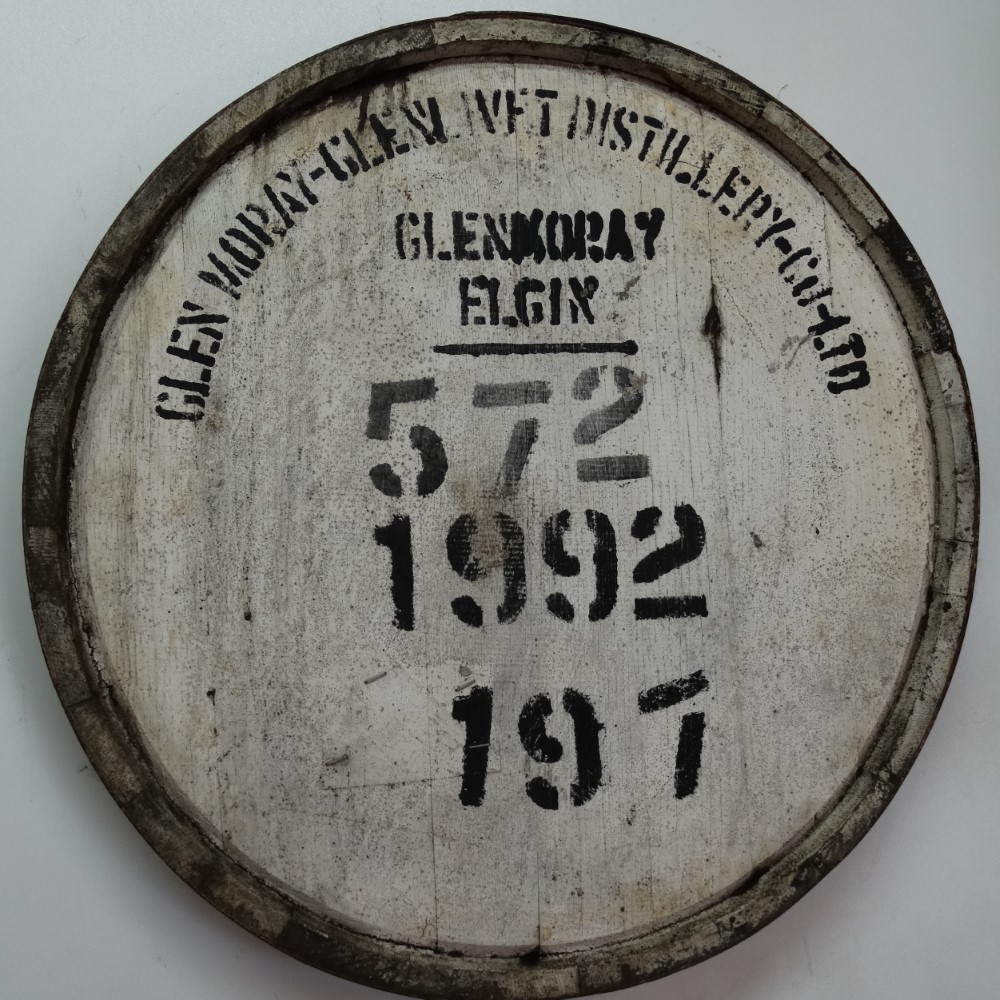 GLEN MORAY-GLENLIVET DISTILLERY-CO-LTD
GLENMORAY
ELGIN
572
1992
197